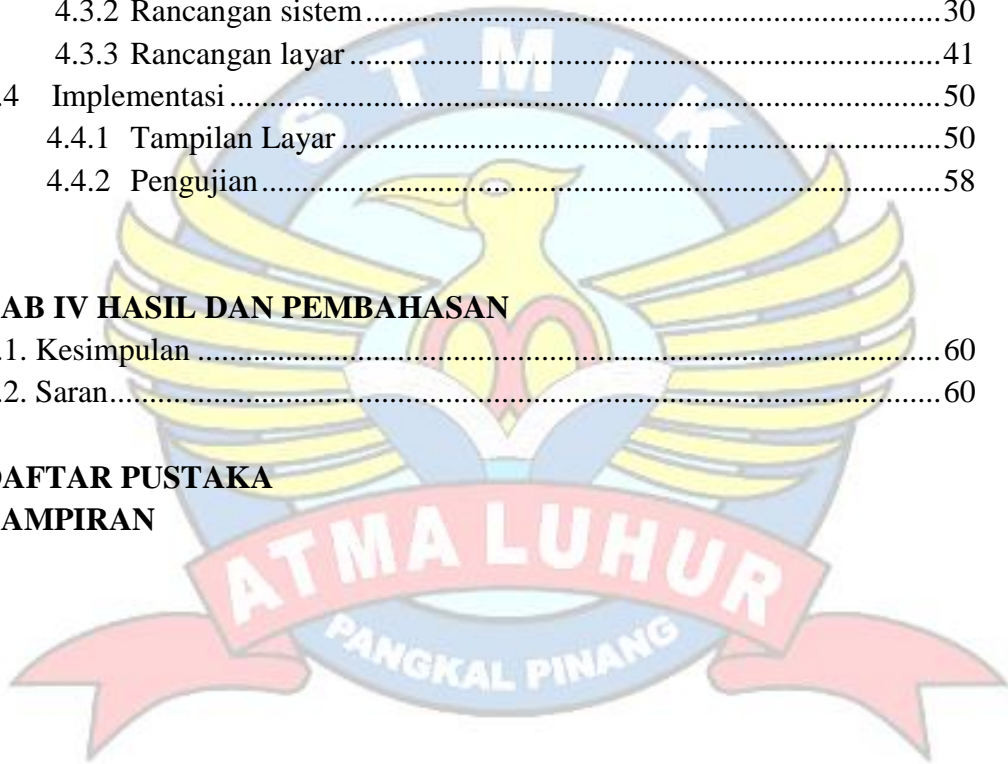 4.3.2 Rancangan sistem 30
4.3.3 Rancangan layar 41
.4 Implementasi 50
4.4.1 Tampilan Layar 50
4.4.2 Pengujian 58
AB IV HASIL DAN PEMBAHASAN
.1. Kesimpulan 60
.2. Saran 60
DAFTAR PUSTAKA
AMPIRAN
STMIK
ATMA LUHUR
PANGKAL PINANG